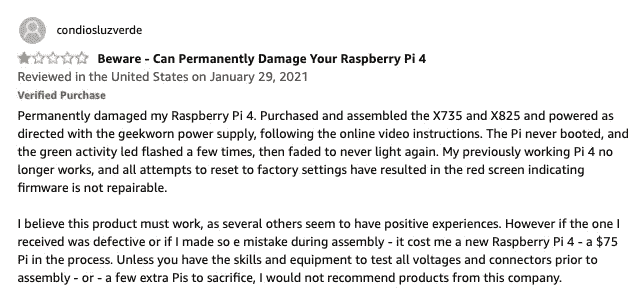 condiosluzverde
Beware - Can Permanently Damage Your Raspberry Pi 4
Reviewed in the United States on January 29, 2021
Verified Purchase
Permanently damaged my Raspberry Pi 4. Purchased and assembled the X735 and X825 and powered as
directed with the geekworn power supply, following the online video instructions. The Pi never booted, and
the green activity led flashed a few times, then faded to never light again. My previously working Pi 4 no
longer works, and all attempts to reset to factory settings have resulted in the red screen indicating
firmware is not repairable.
I believe this product must work, as several others seem to have positive experiences. However if the one I
received was defective or if I made so e mistake during assembly - it cost me a new Raspberry Pi 4 - a $75
Pi in the process. Unless you have the skills and equipment to test all voltages and connectors prior to
assembly - or - a few extra Pis to sacrifice, I would not recommend products from this company.